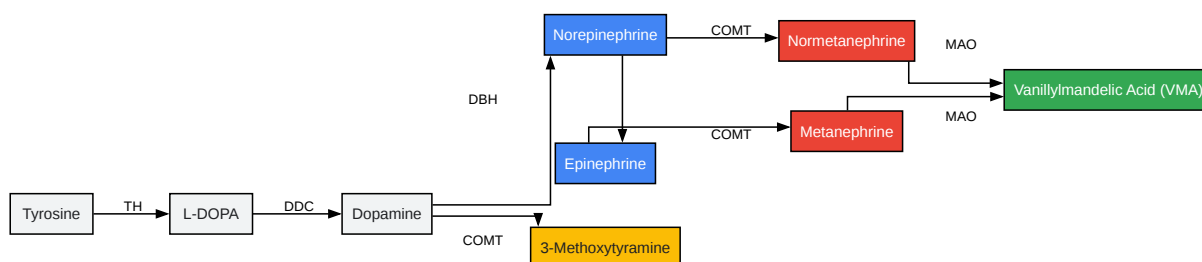 Norepinephrine
COMT
Normetanephrine
MAO
Vanillylmandelic Acid (VMA)
DBH
Epinephrine
COMT
Metanephrine
MAO
Tyrosine
TH
L-DOPA
DDC
Dopamine
COMT
3-Methoxytyramine